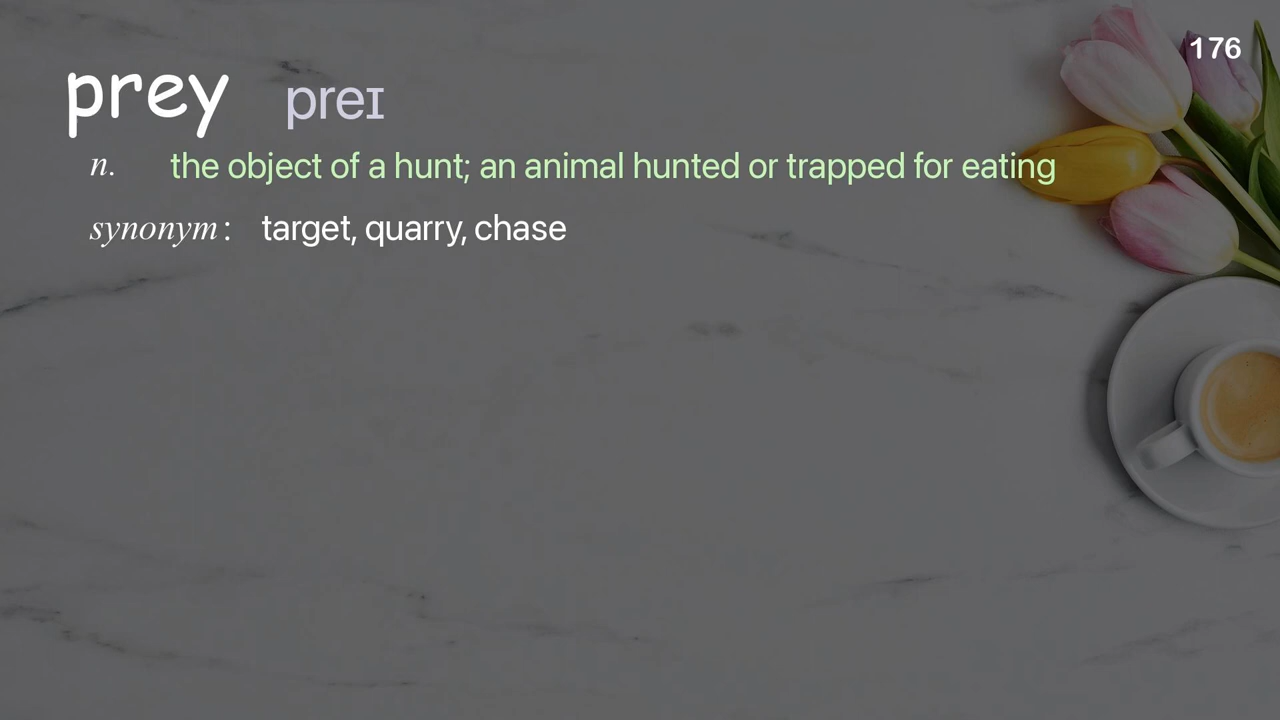 176
prey preɪ
n. the object of a hunt; an animal hunted or trapped for eating
synonym: target, quarry, chase